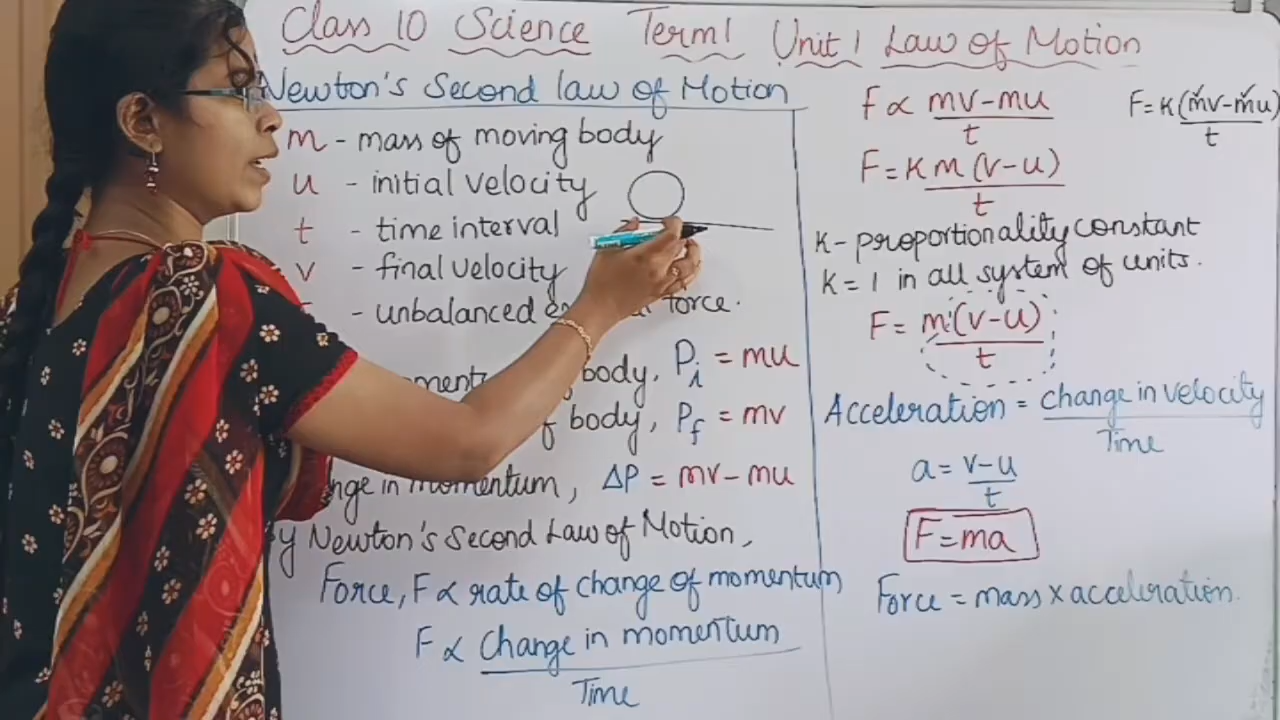 Class 10 Science Term 1 Unit 1 Law of Motion
Newton's Second law of Motion
m - mass of moving body
u - initial velocity
t - time interval
v - final velocity
- unbalanced force.
body, Pi = mu
body, Pf = mv
in momentum, ΔP = mv - mu
Newton's Second Law of Motion,
Force, F ∝ rate of change of momentum
F ∝ Change in momentum
Time
F ∝ mv - mu
t
F = K m (v - u)
t
F = K (mv - mu)
t
K - proportionality constant
K = 1 in all system of units.
F = m (v - u)
t
Acceleration = change in velocity
Time
a = v - u
t
F = ma
Force = mass x acceleration.